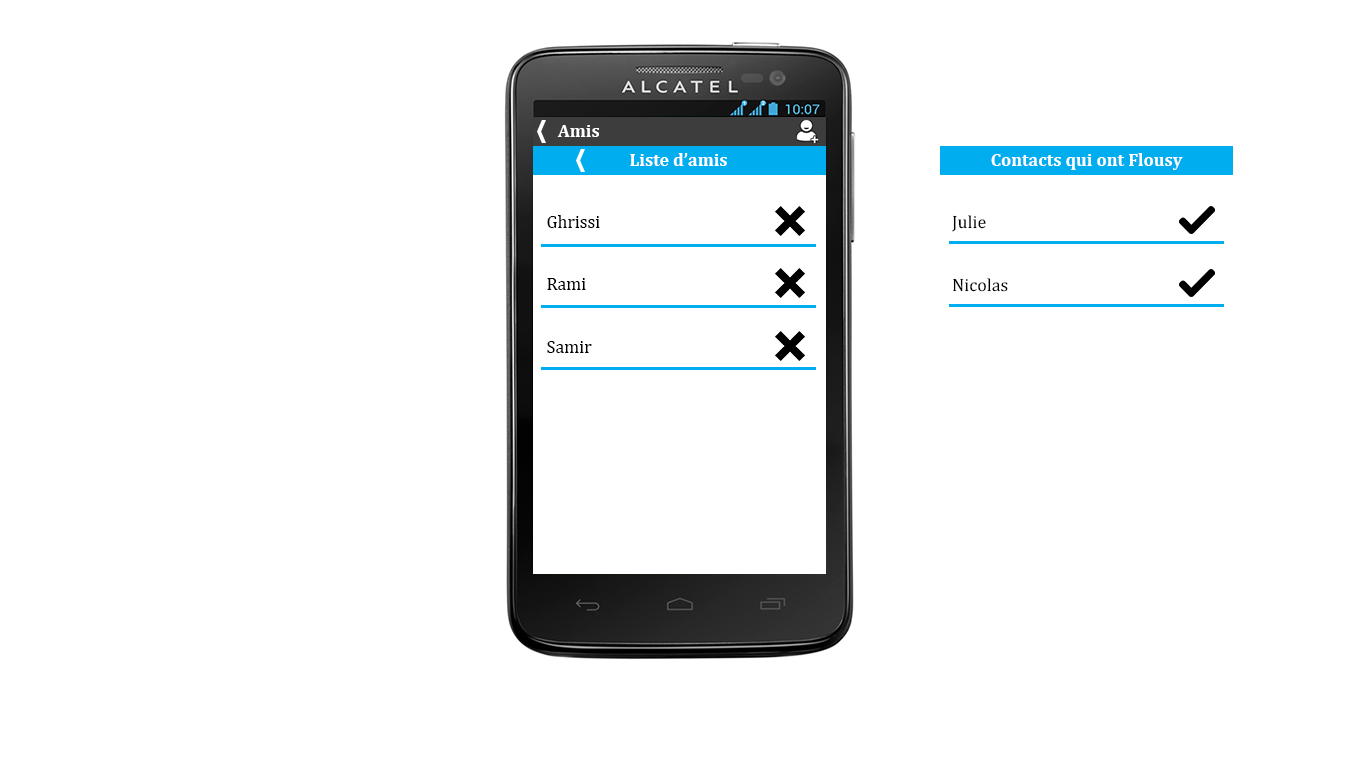 ALCATEL
10:07
Amis
Liste d’amis
Ghrissi
Rami
Samir
Contacts qui ont Flousy
Julie
Nicolas